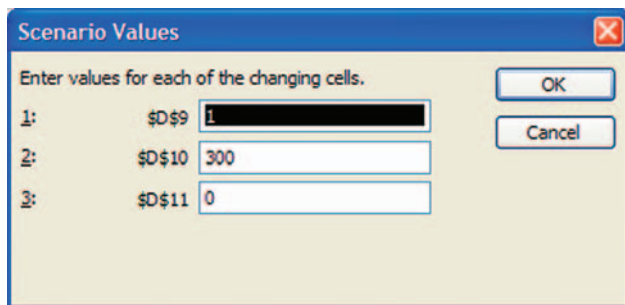 Scenario Values
Enter values for each of the changing cells.
OK
1: $D$9 1
Cancel
2: $D$10 300
3: $D$11 0